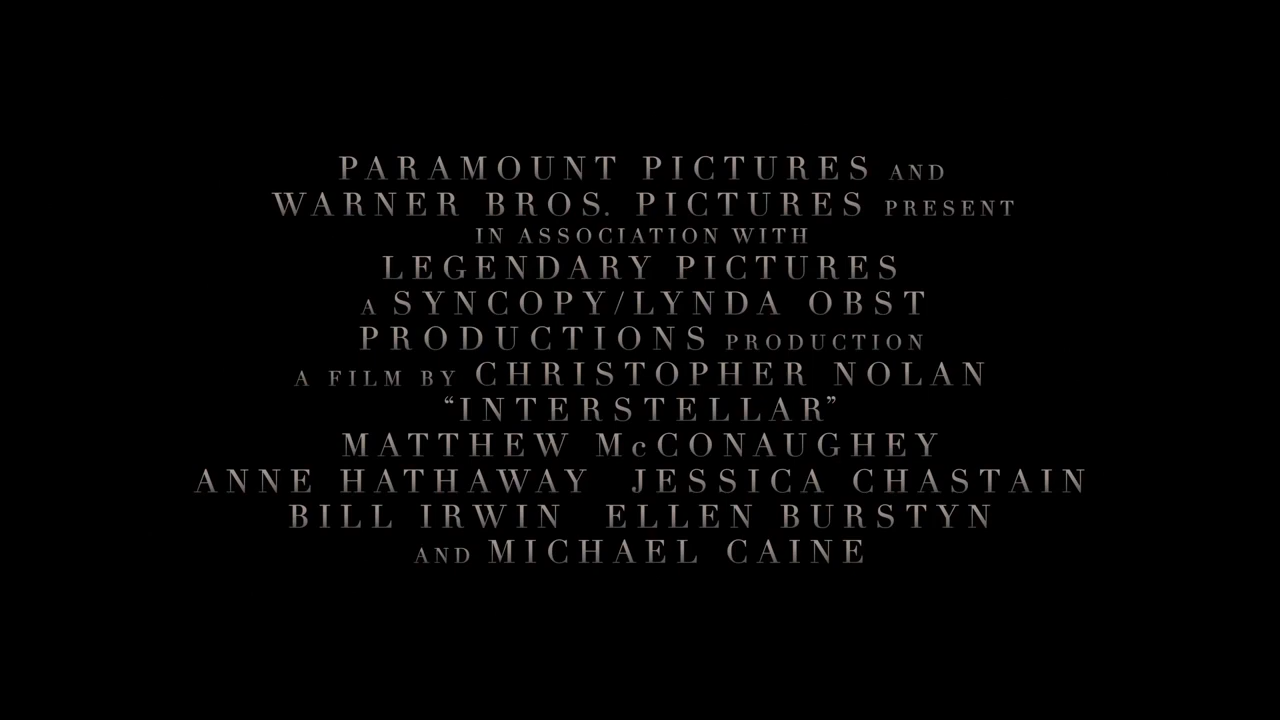 PARAMOUNT PICTURES AND
WARNER BROS. PICTURES PRESENT
IN ASSOCIATION WITH
LEGENDARY PICTURES
A SYNCOPY/LYNDA OBST
PRODUCTIONS PRODUCTION
A FILM BY CHRISTOPHER NOLAN
“INTERSTELLAR”
MATTHEW McCONAUGHEY
ANNE HATHAWAY JESSICA CHASTAIN
BILL IRWIN ELLEN BURSTYN
AND MICHAEL CAINE